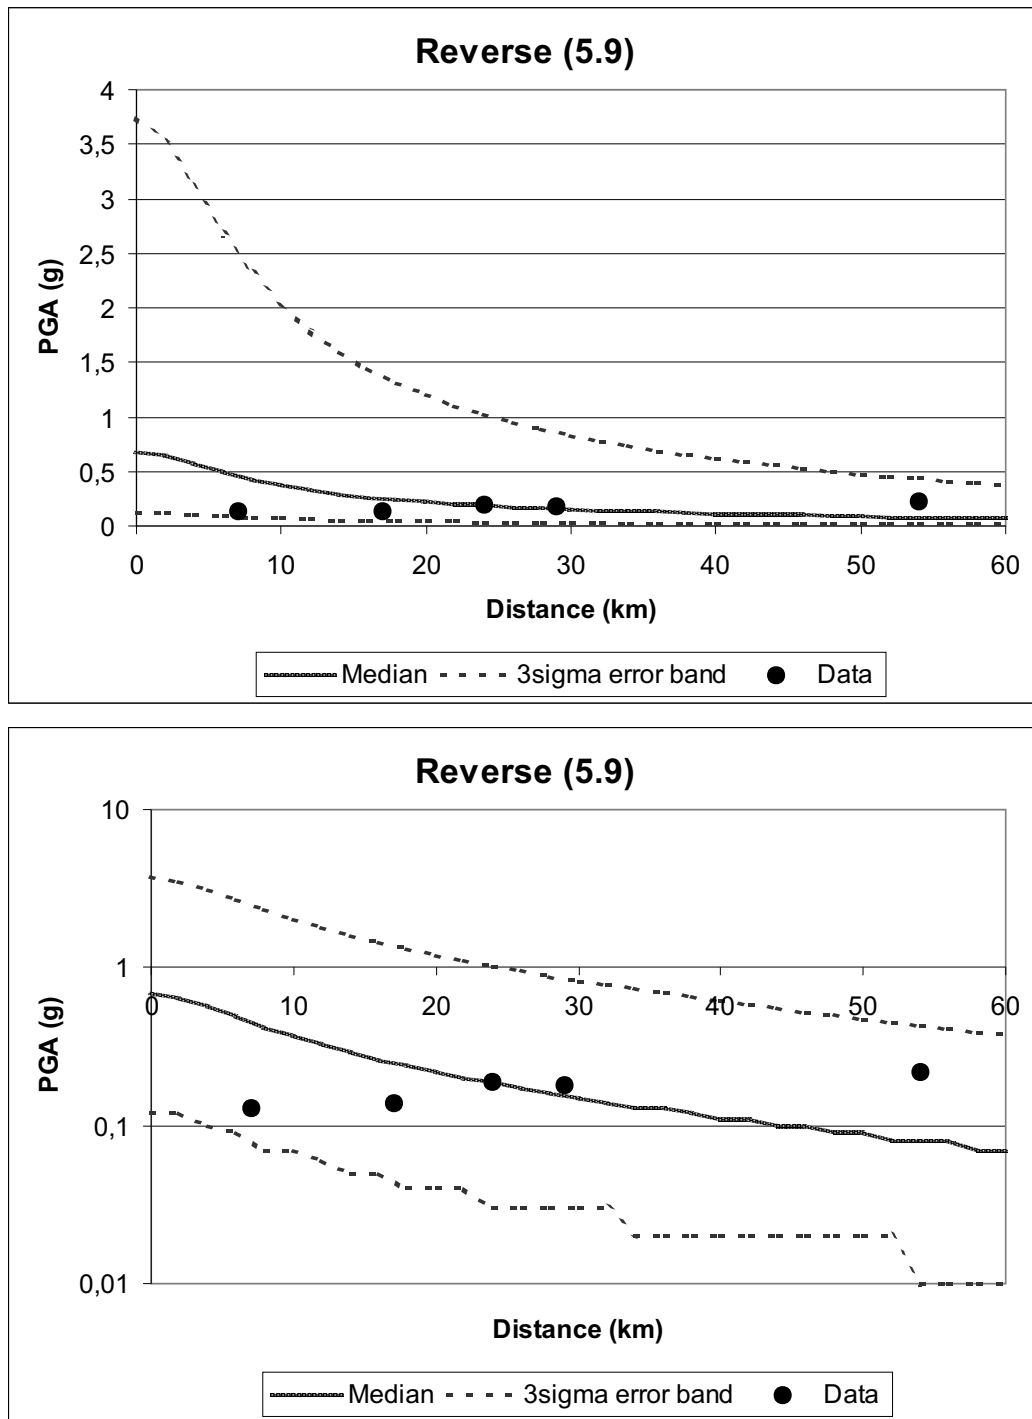 Reverse (5.9)
4
3,5
3
2,5
2
1,5
1
0,5
0
PGA (g)
0 10 20 30 40 50 60
Distance (km)
Median 3sigma error band Data
Reverse (5.9)
10
1
0,1
0,01
PGA (g)
0 10 20 30 40 50 60
Distance (km)
Median 3sigma error band Data